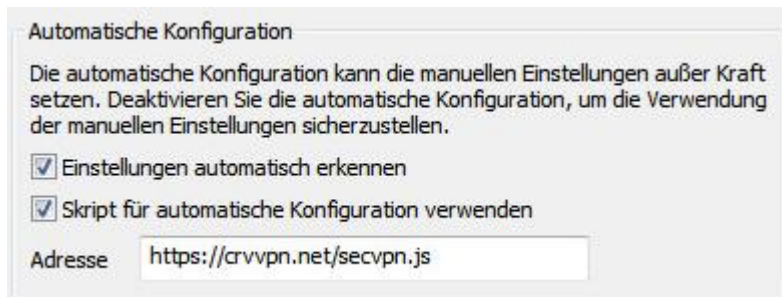 Automatische Konfiguration
Die automatische Konfiguration kann die manuellen Einstellungen außer Kraft
setzen. Deaktivieren Sie die automatische Konfiguration, um die Verwendung
der manuellen Einstellungen sicherzustellen.
Einstellungen automatisch erkennen
Skript für automatische Konfiguration verwenden
Adresse https://crvvpn.net/secvpn.js